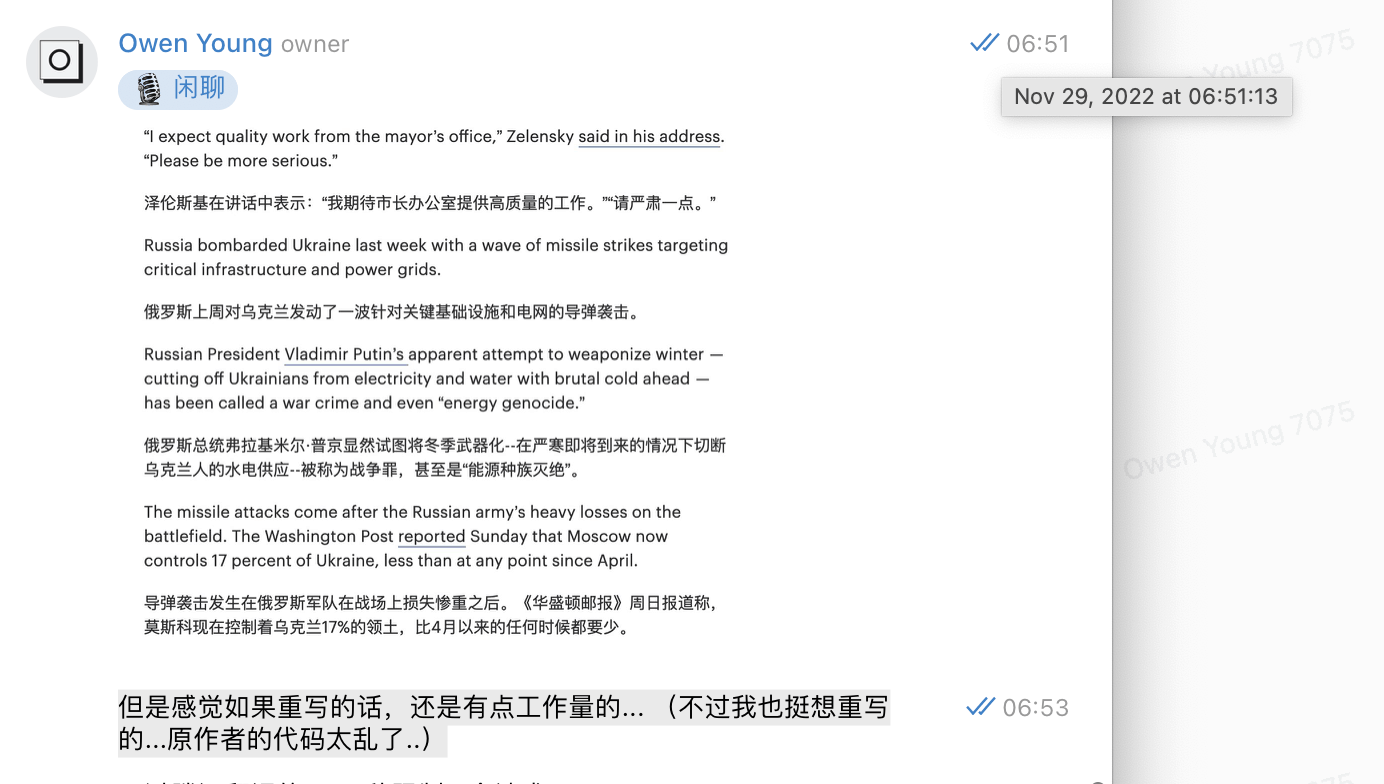 Owen Young owner
06:51
闲聊
Young 7075
Nov 29, 2022 at 06:51:13
“I expect quality work from the mayor’s office,” Zelensky said in his address.
“Please be more serious.”
泽伦斯基在讲话中表示：“我期待市长办公室提供高质量的工作。”“请严肃一点。”
Russia bombarded Ukraine last week with a wave of missile strikes targeting
critical infrastructure and power grids.
俄罗斯上周对乌克兰发动了一波针对关键基础设施和电网的导弹袭击。
Russian President Vladimir Putin’s apparent attempt to weaponize winter —
cutting off Ukrainians from electricity and water with brutal cold ahead —
has been called a war crime and even “energy genocide.”
俄罗斯总统弗拉基米尔·普京显然试图将冬季武器化--在严寒即将到来的情况下切断
乌克兰人的水电供应--被称为战争罪，甚至是“能源种族灭绝”。
Owen Young 7075
The missile attacks come after the Russian army’s heavy losses on the
battlefield. The Washington Post reported Sunday that Moscow now
controls 17 percent of Ukraine, less than at any point since April.
导弹袭击发生在俄罗斯军队在战场上损失惨重之后。《华盛顿邮报》周日报道称，
莫斯科现在控制着乌克兰17%的领土，比4月以来的任何时候都要少。
但是感觉如果重写的话，还是有点工作量的... （不过我也挺想重写
的...原作者的代码太乱了..）
06:53